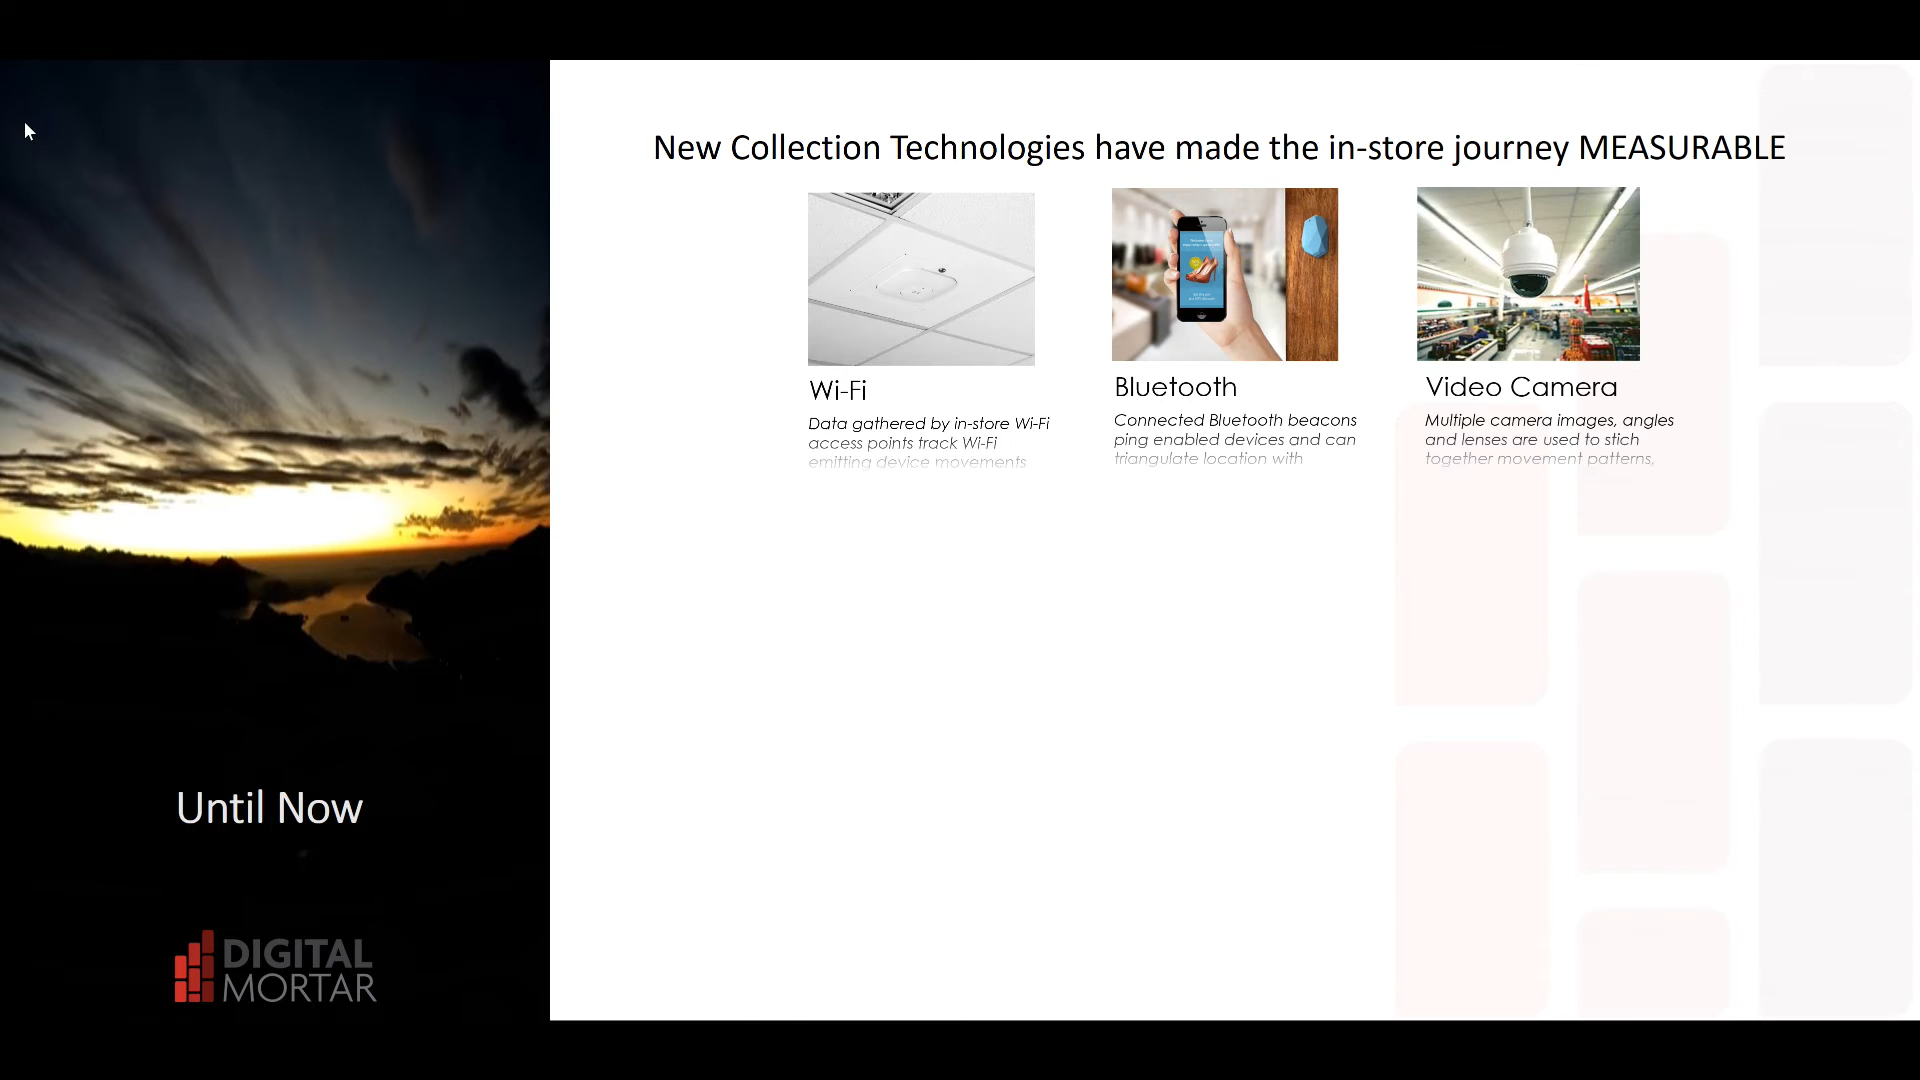 New Collection Technologies have made the in-store journey MEASURABLE
Wi-Fi
Data gathered by in-store Wi-Fi
access points track Wi-Fi
emitting device movements
Bluetooth
Connected Bluetooth beacons
ping enabled devices and can
triangulate location with
Video Camera
Multiple camera images, angles
and lenses are used to stich
together movement patterns,
Until Now
DIGITAL
MORTAR